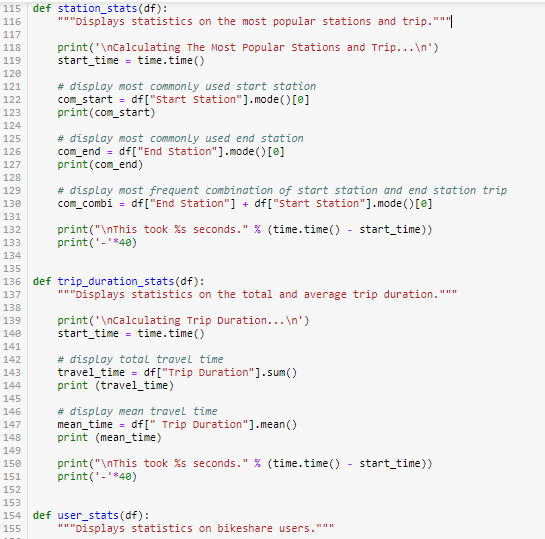 115 def station_stats(df):
116     """Displays statistics on the most popular stations and trip."""
117
118     print('\nCalculating The Most Popular Stations and Trip...\n')
119     start_time = time.time()
120
121     # display most commonly used start station
122     com_start = df["Start Station"].mode()[0]
123     print(com_start)
124
125     # display most commonly used end station
126     com_end = df["End Station"].mode()[0]
127     print(com_end)
128
129     # display most frequent combination of start station and end station trip
130     com_combi = df["End Station"] + df["Start Station"].mode()[0]
131
132     print("\nThis took %s seconds." % (time.time() - start_time))
133     print('-'*40)
134
135
136 def trip_duration_stats(df):
137     """Displays statistics on the total and average trip duration."""
138
139     print('\nCalculating Trip Duration...\n')
140     start_time = time.time()
141
142     # display total travel time
143     travel_time = df["Trip Duration"].sum()
144     print (travel_time)
145
146     # display mean travel time
147     mean_time = df[" Trip Duration"].mean()
148     print (mean_time)
149
150     print("\nThis took %s seconds." % (time.time() - start_time))
151     print('-'*40)
152
153
154 def user_stats(df):
155     """Displays statistics on bikeshare users."""